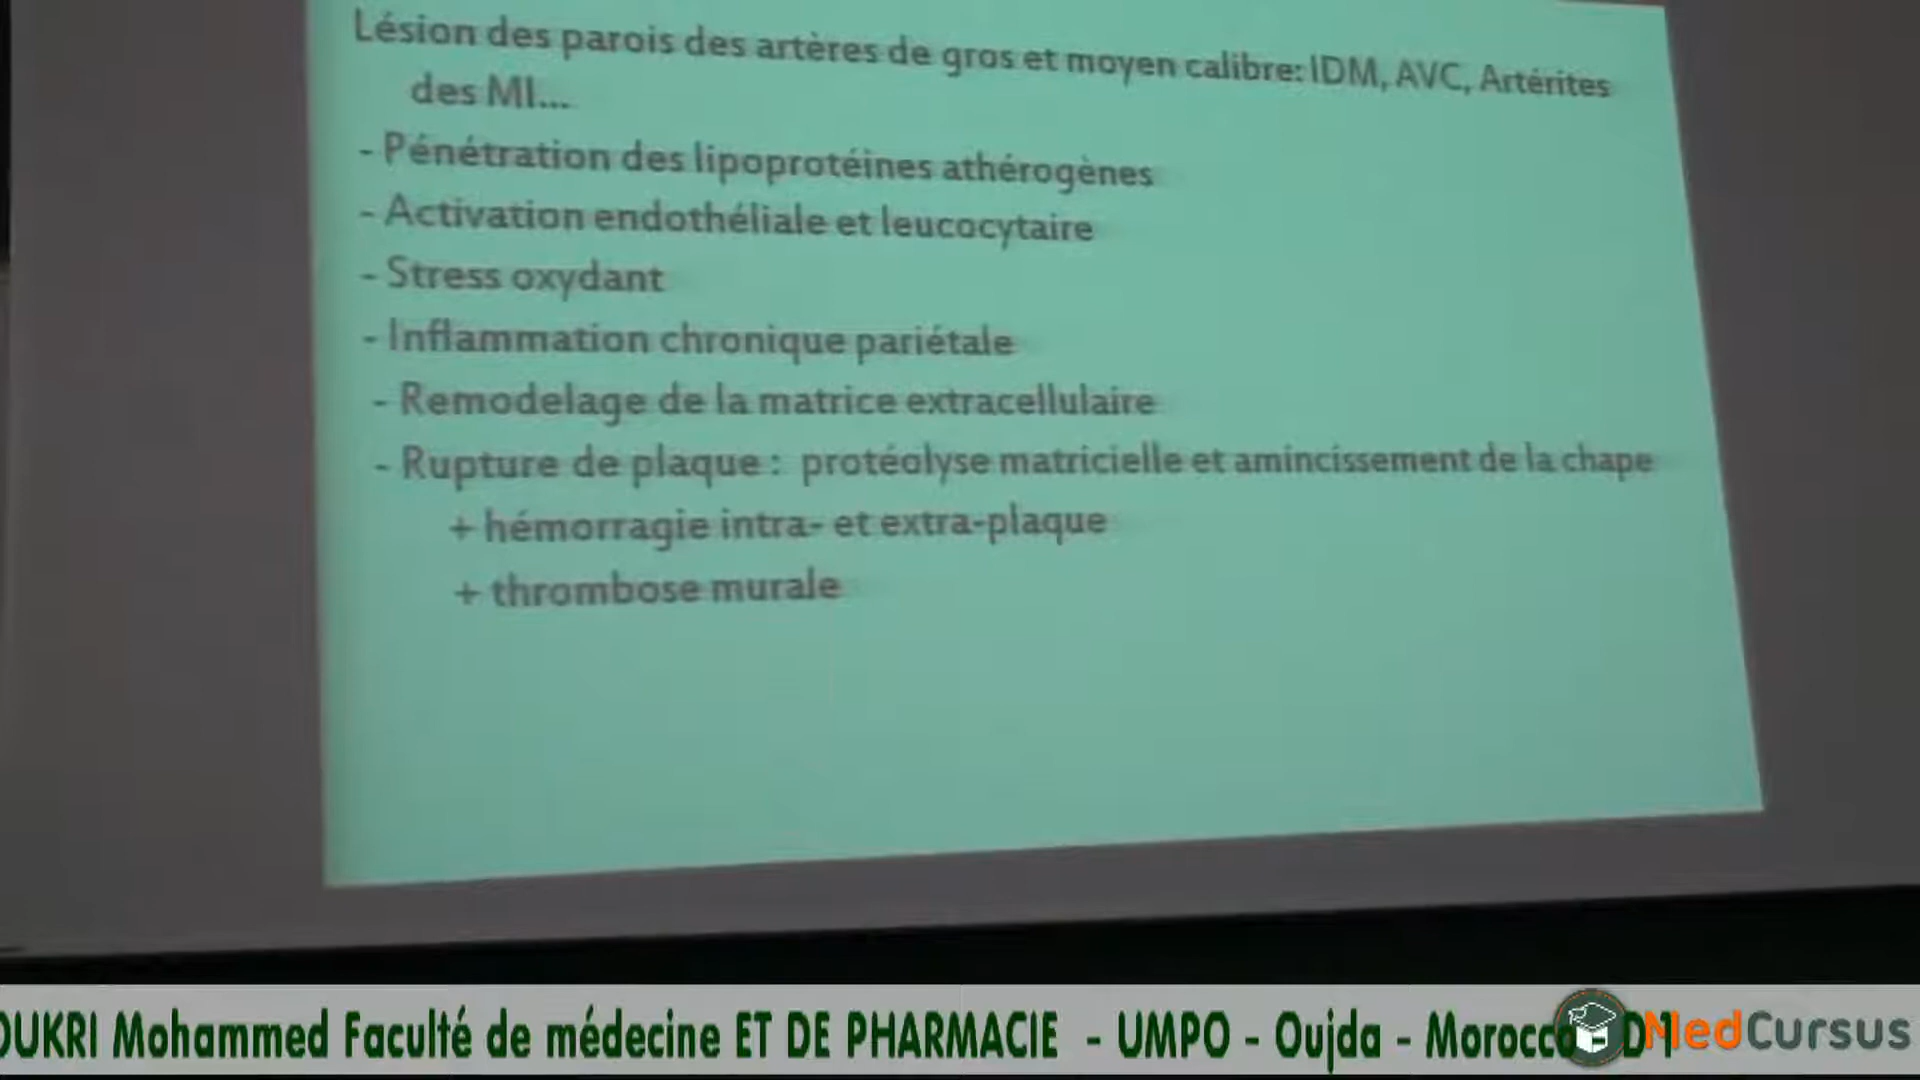 Lésion des parois des artères de gros et moyen calibre: IDM, AVC, Artérites
des MI...
- Pénétration des lipoprotéines athérogènes
- Activation endothéliale et leucocytaire
- Stress oxydant
- Inflammation chronique pariétale
- Remodelage de la matrice extracellulaire
- Rupture de plaque : protéolyse matricielle et amincissement de la chape
+ hémorragie intra- et extra-plaque
+ thrombose murale
OUKRI Mohammed Faculté de médecine ET DE PHARMACIE - UMPO - Oujda - Morocco
MedCursus